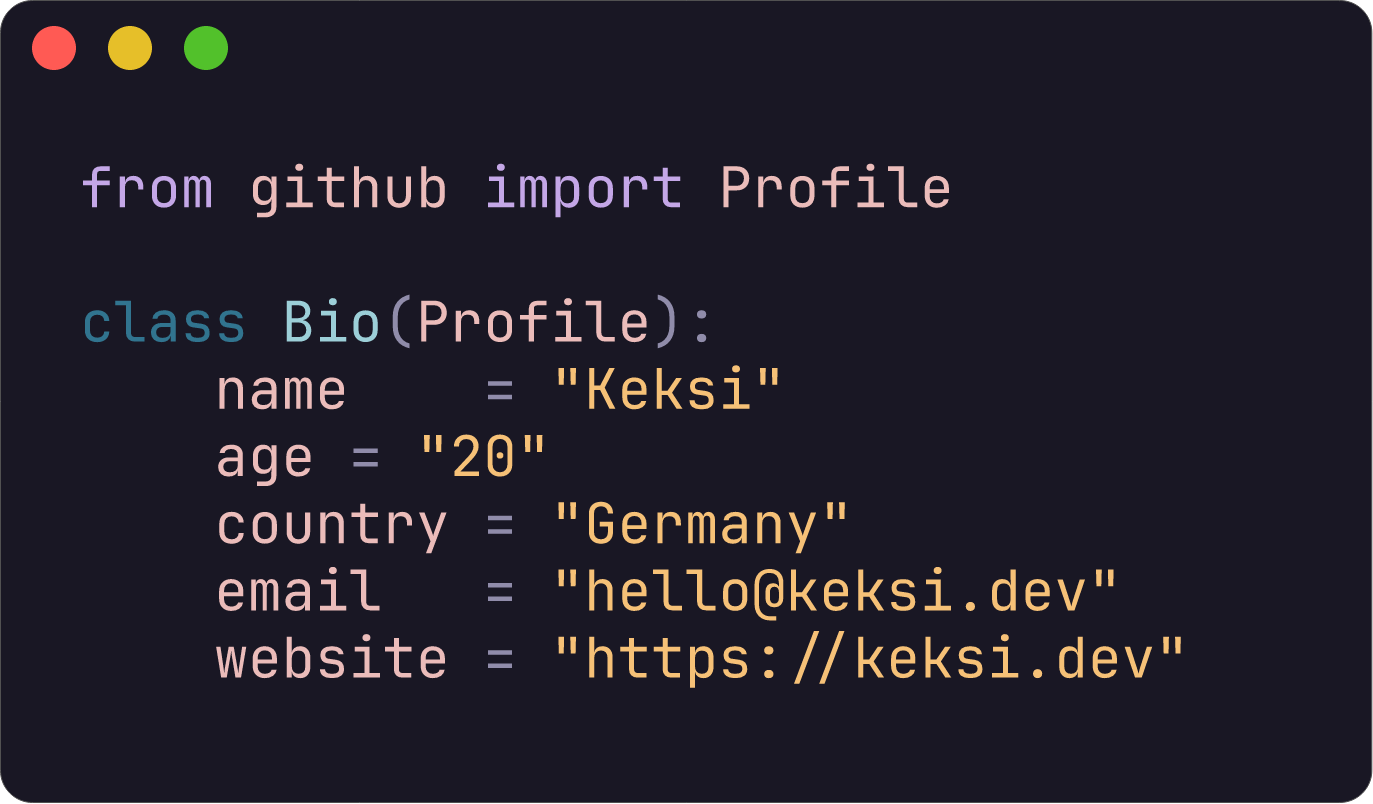 from github import Profile

class Bio(Profile):
    name    = "Keksi"
    age = "20"
    country = "Germany"
    email   = "hello@keksi.dev"
    website = "https://keksi.dev"